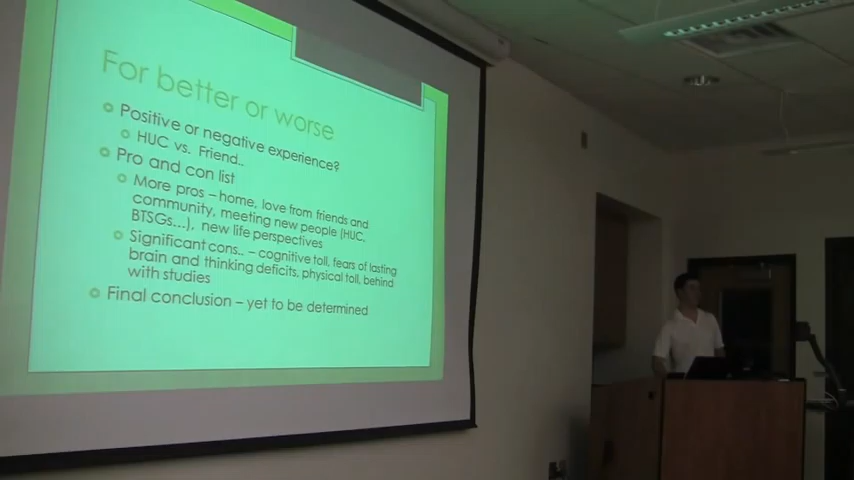 For better or worse
Positive or negative experience?
HUC vs. Friend..
Pro and con list
More pros – home, love from friends and
community, meeting new people (HUC,
BTSGs...), new life perspectives
Significant cons.. – cognitive toll, fears of lasting
brain and thinking deficits, physical toll, behind
with studies
Final conclusion – yet to be determined